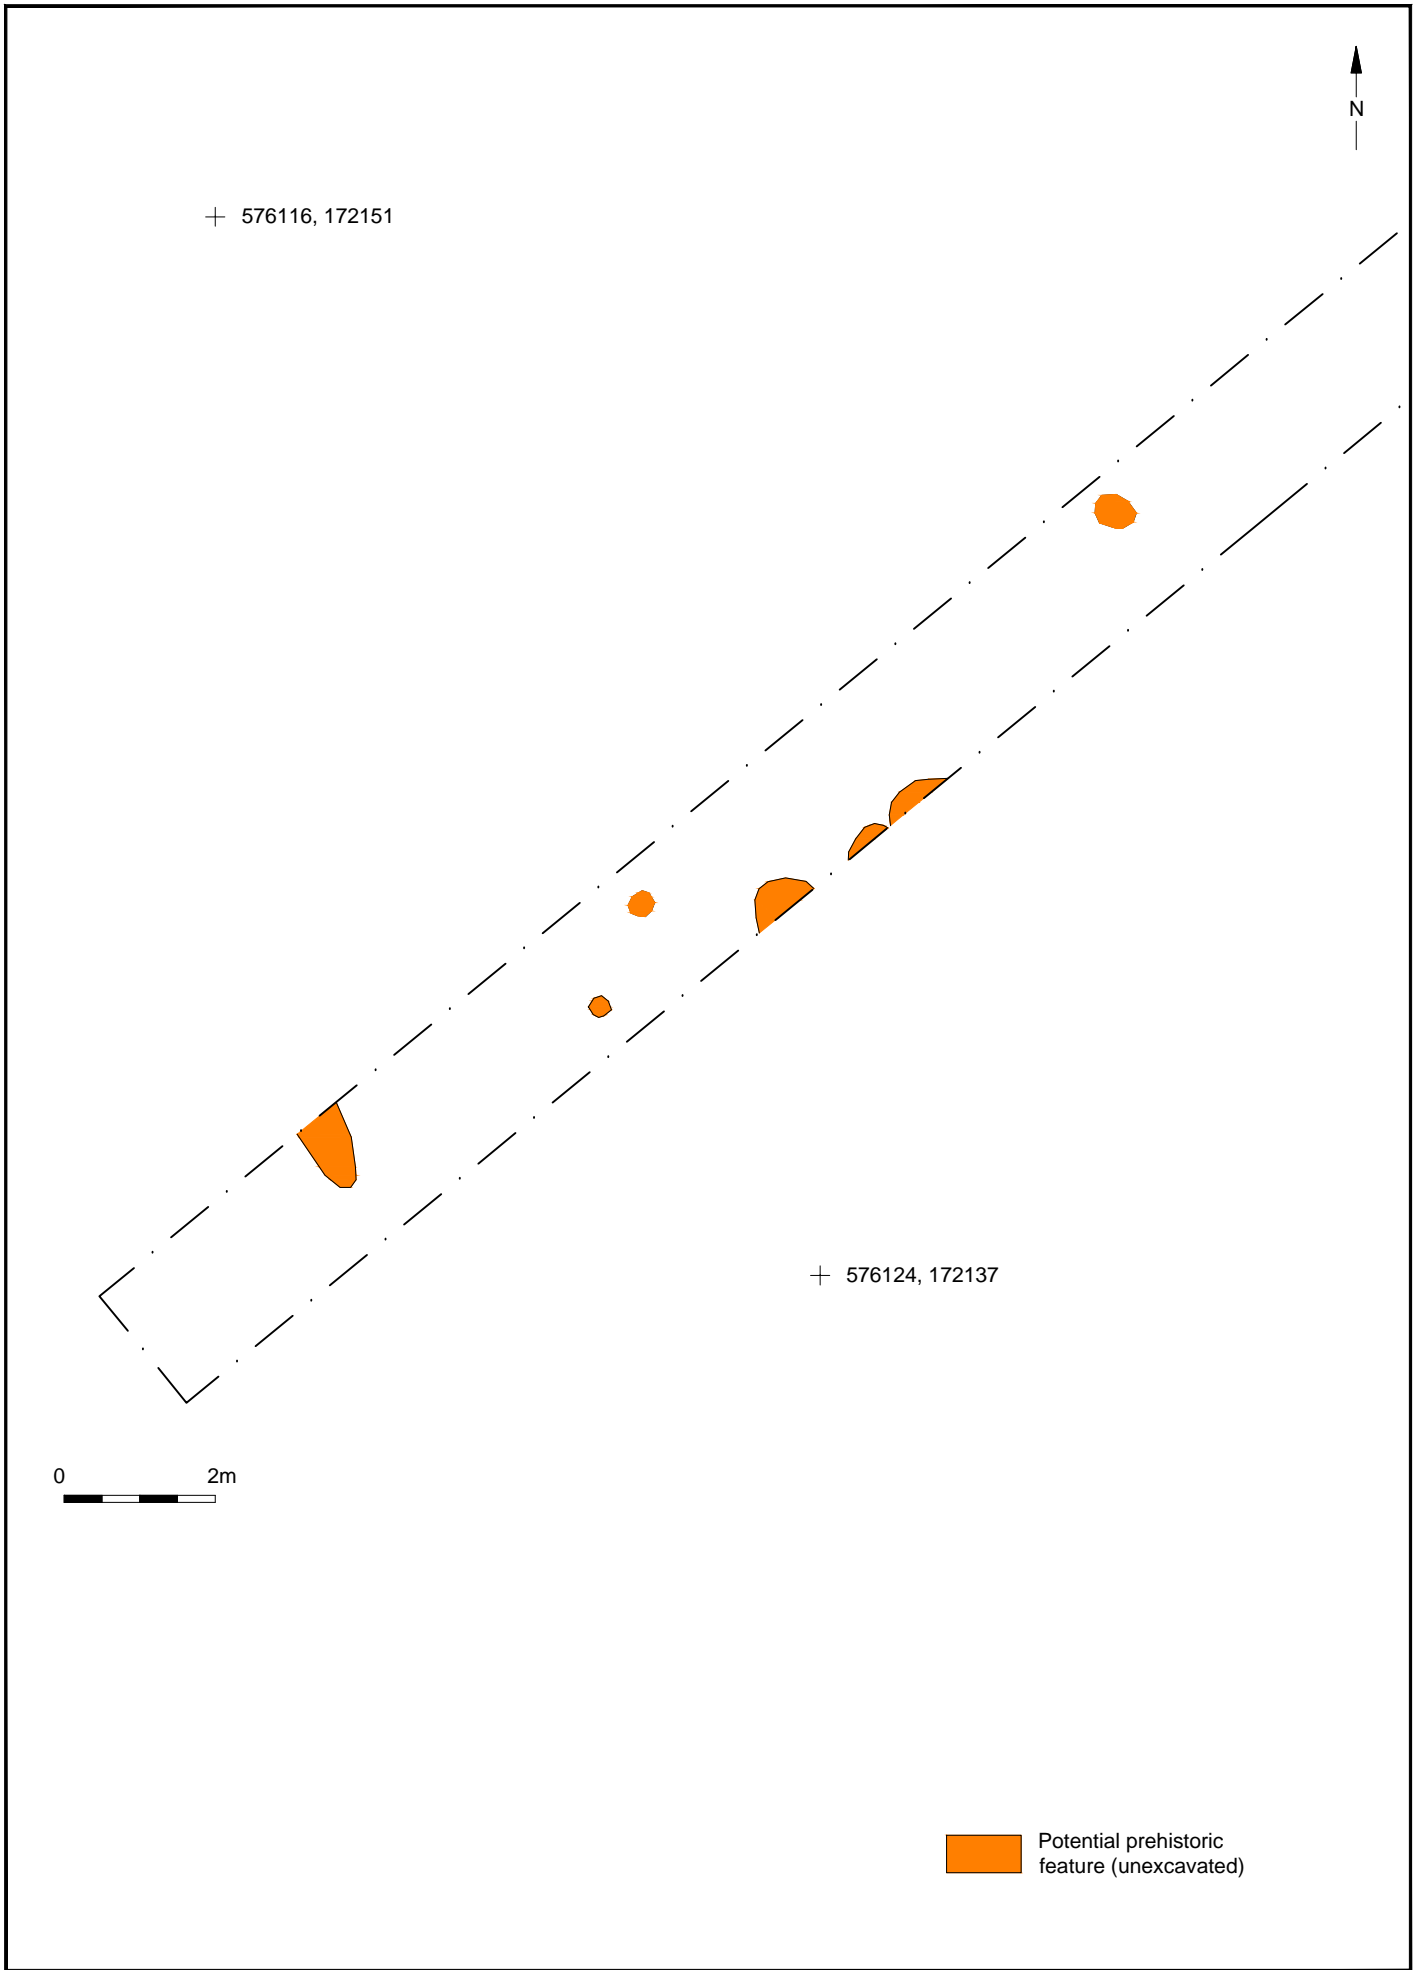 N
576116, 172151
576124, 172137
0 2m
Potential prehistoric
feature (unexcavated)